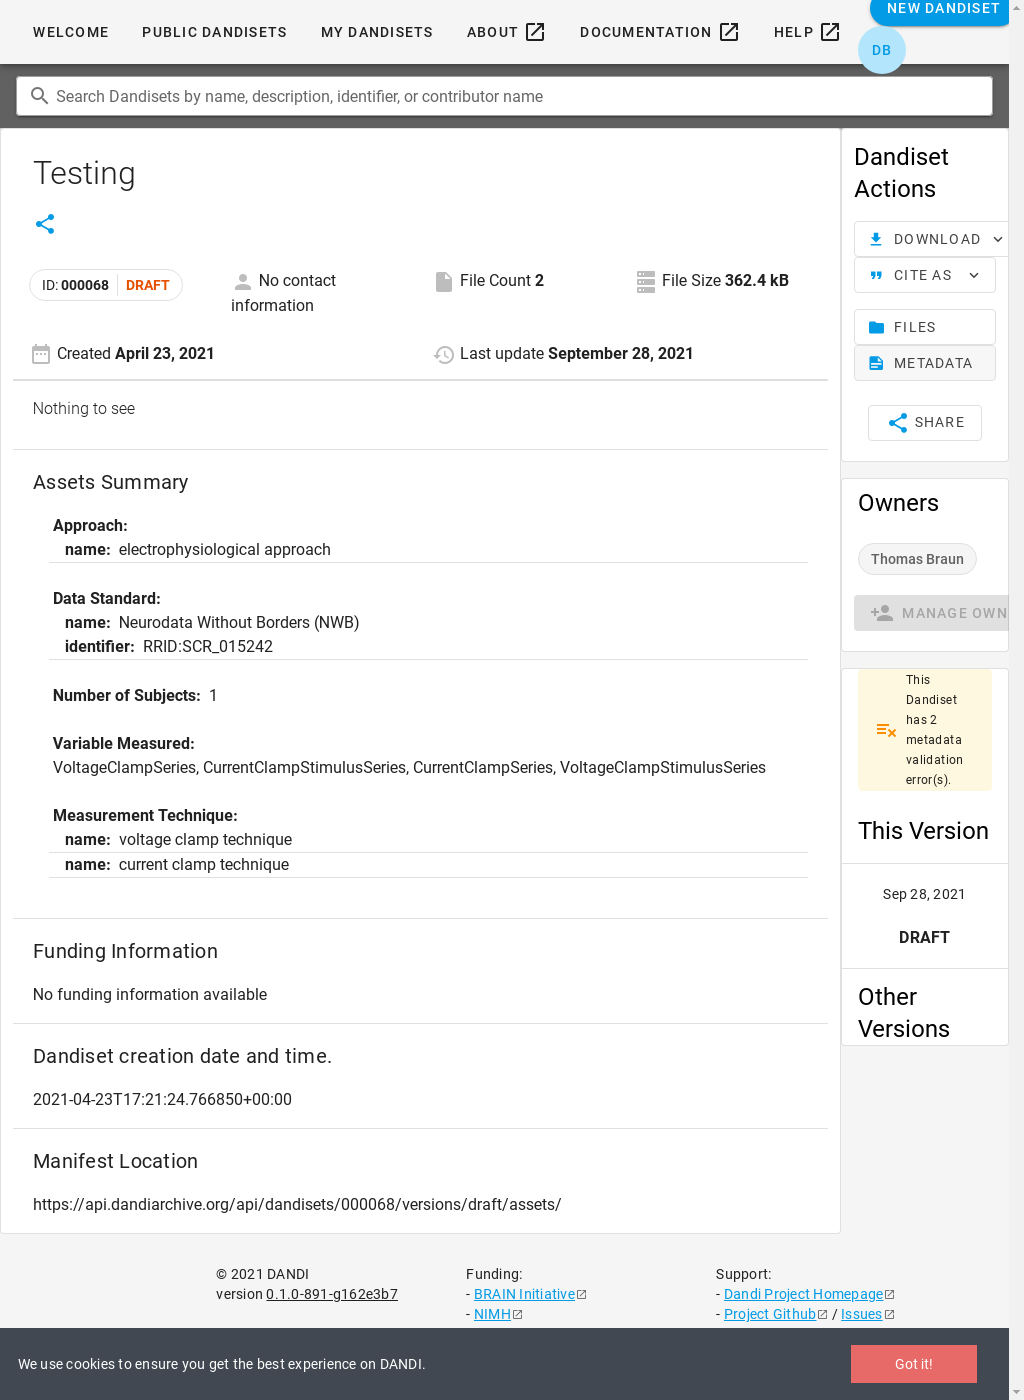 NEW DANDISET
WELCOME
PUBLIC DANDISETS
MY DANDISETS
ABOUT
DOCUMENTATION
HELP
DB
Search Dandisets by name, description, identifier, or contributor name
Testing
ID: 000068 DRAFT
No contact
information
File Count 2
File Size 362.4 kB
Created April 23, 2021
Last update September 28, 2021
Nothing to see
Assets Summary
Approach:
name: electrophysiological approach
Data Standard:
name: Neurodata Without Borders (NWB)
identifier: RRID:SCR_015242
Number of Subjects: 1
Variable Measured:
VoltageClampSeries, CurrentClampStimulusSeries, CurrentClampSeries, VoltageClampStimulusSeries
Measurement Technique:
name: voltage clamp technique
name: current clamp technique
Funding Information
No funding information available
Dandiset creation date and time.
2021-04-23T17:21:24.766850+00:00
Manifest Location
https://api.dandiarchive.org/api/dandisets/000068/versions/draft/assets/
Dandiset
Actions
DOWNLOAD
CITE AS
FILES
METADATA
SHARE
Owners
Thomas Braun
MANAGE OWN
This
Dandiset
has 2
metadata
validation
error(s).
This Version
Sep 28, 2021
DRAFT
Other
Versions
© 2021 DANDI
version 0.1.0-891-g162e3b7
Funding:
- BRAIN Initiative
- NIMH
Support:
- Dandi Project Homepage
- Project Github / Issues
We use cookies to ensure you get the best experience on DANDI.
Got it!